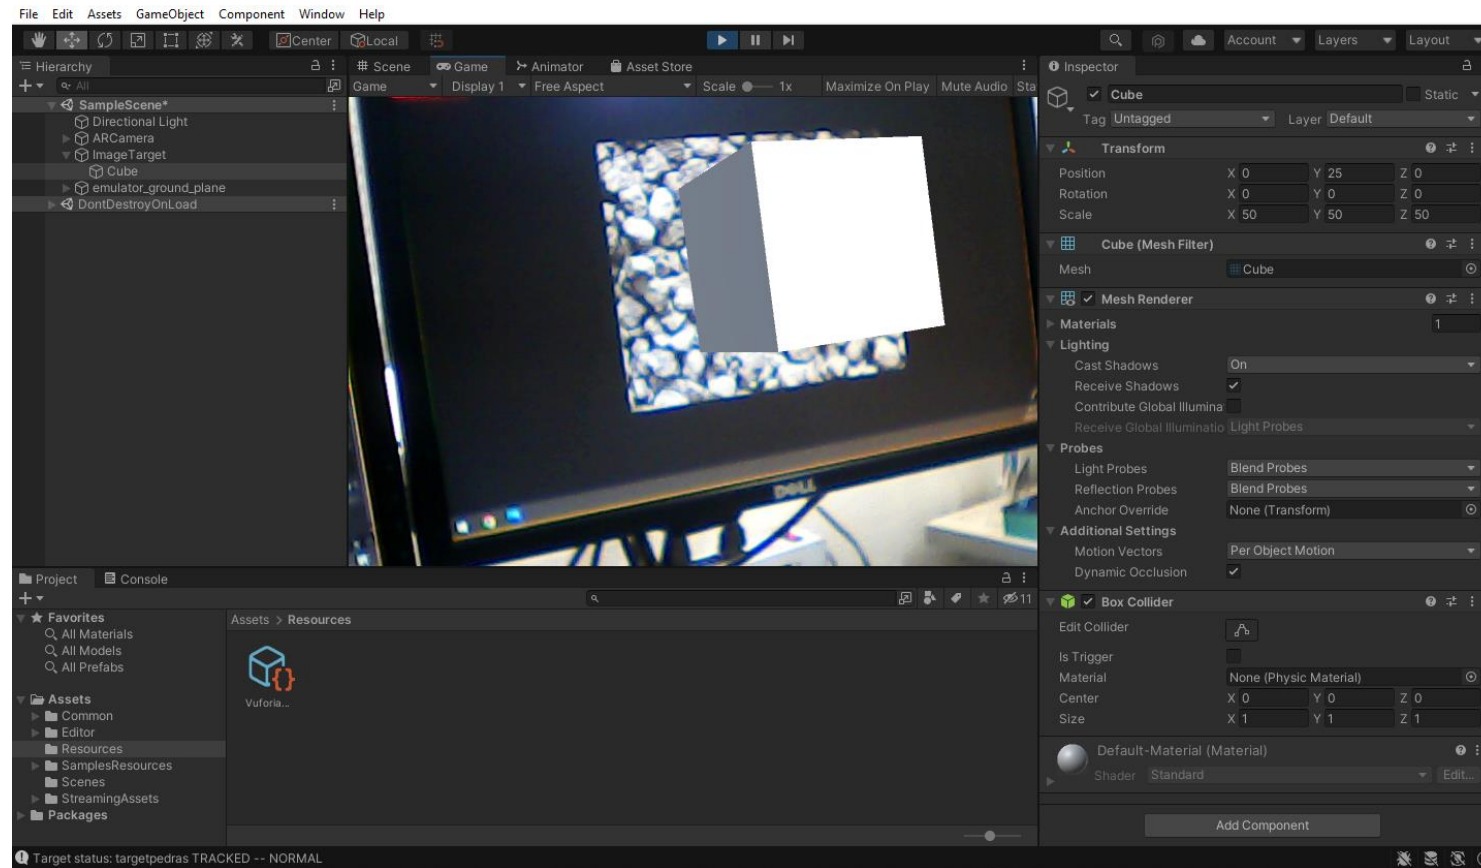 File Edit Assets GameObject Component Window Help
Center Local Account Layers Layout
Hierarchy
All
SampleScene*
Directional Light
ARCamera
ImageTarget
Cube
emulator_ground_plane
DontDestroyOnLoad
Scene Game Animator Asset Store
Game Display 1 Free Aspect Scale 1x Maximize On Play Mute Audio Sta
DELL
Inspector
Cube Static
Tag Untagged Layer Default
Transform
Position X 0 Y 25 Z 0
Rotation X 0 Y 0 Z 0
Scale X 50 Y 50 Z 50
Cube (Mesh Filter)
Mesh Cube
Mesh Renderer
Materials 1
Lighting
Cast Shadows On
Receive Shadows
Contribute Global Illumina
Receive Global Illuminatio Light Probes
Probes
Light Probes Blend Probes
Reflection Probes Blend Probes
Anchor Override None (Transform)
Additional Settings
Motion Vectors Per Object Motion
Dynamic Occlusion
Box Collider
Edit Collider
Is Trigger
Material None (Physic Material)
Center X 0 Y 0 Z 0
Size X 1 Y 1 Z 1
Default-Material (Material)
Shader Standard Edit...
Add Component
Project Console
11
Favorites
All Materials
All Models
All Prefabs
Assets
Common
Editor
Resources
SamplesResources
Scenes
StreamingAssets
Packages
Assets > Resources
Vuforia...
Target status: targetpedras TRACKED -- NORMAL